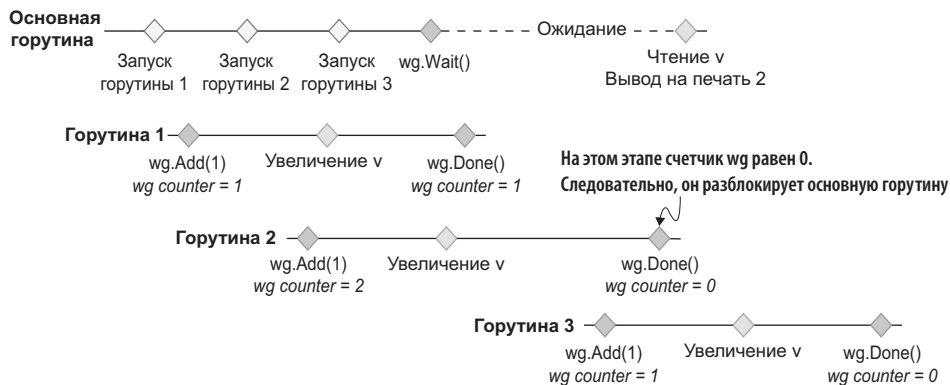 Основная
горутина
Ожидание
Запуск
горутины 1
Запуск
горутины 2
Запуск
горутины 3
wg.Wait()
Чтение v
Вывод на печать 2
Горутина 1
wg.Add(1)
wg counter = 1
Увеличение v
wg.Done()
wg counter = 1
На этом этапе счетчик wg равен 0.
Следовательно, он разблокирует основную горутину
Горутина 2
wg.Add(1)
wg counter = 2
Увеличение v
wg.Done()
wg counter = 0
Горутина 3
wg.Add(1)
wg counter = 1
Увеличение v
wg.Done()
wg counter = 0